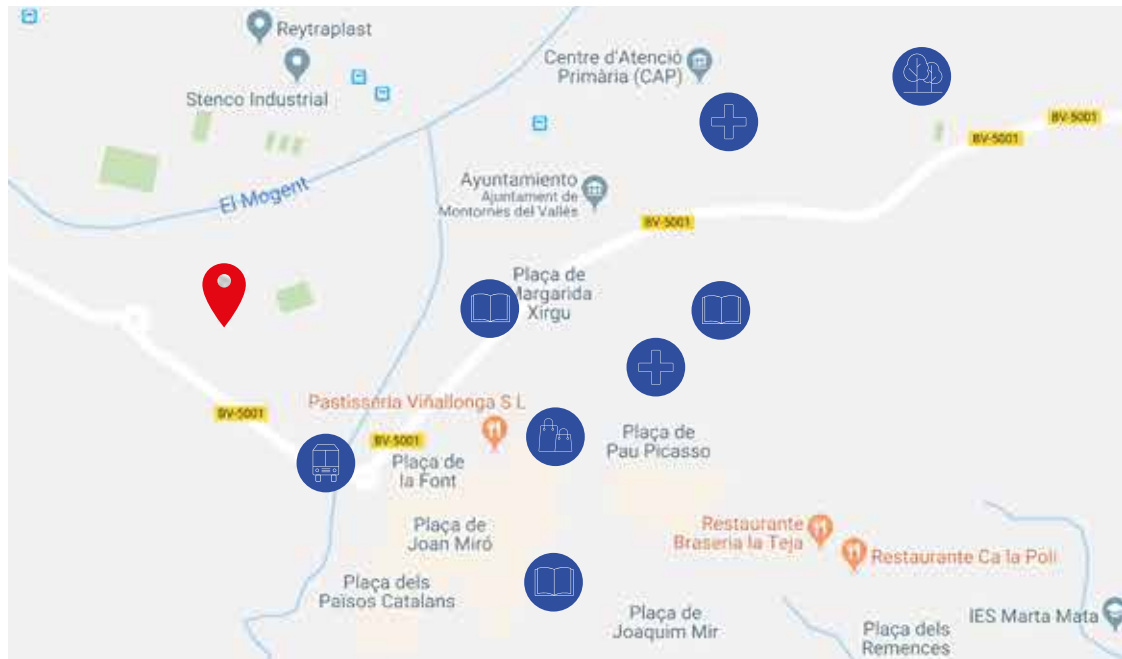 Reytraplast
Centre d'Atenció
Primària (CAP)
Stenco Industrial
BV-5001
BV-5001
El Mogent
Ayuntamiento
Ajuntament de
Montornès del Vallès
BV-5001
Plaça de
Margarida
Xirgu
Pastisseria Viñallonga S L
BV-5001
BV-5001
Plaça de
Pau Picasso
Plaça de
la Font
Plaça de
Joan Miró
Restaurante
Braseria la Teja
Restaurante Ca la Poli
Plaça dels
Països Catalans
Plaça de
Joaquim Mir
IES Marta Mata
Plaça dels
Remences